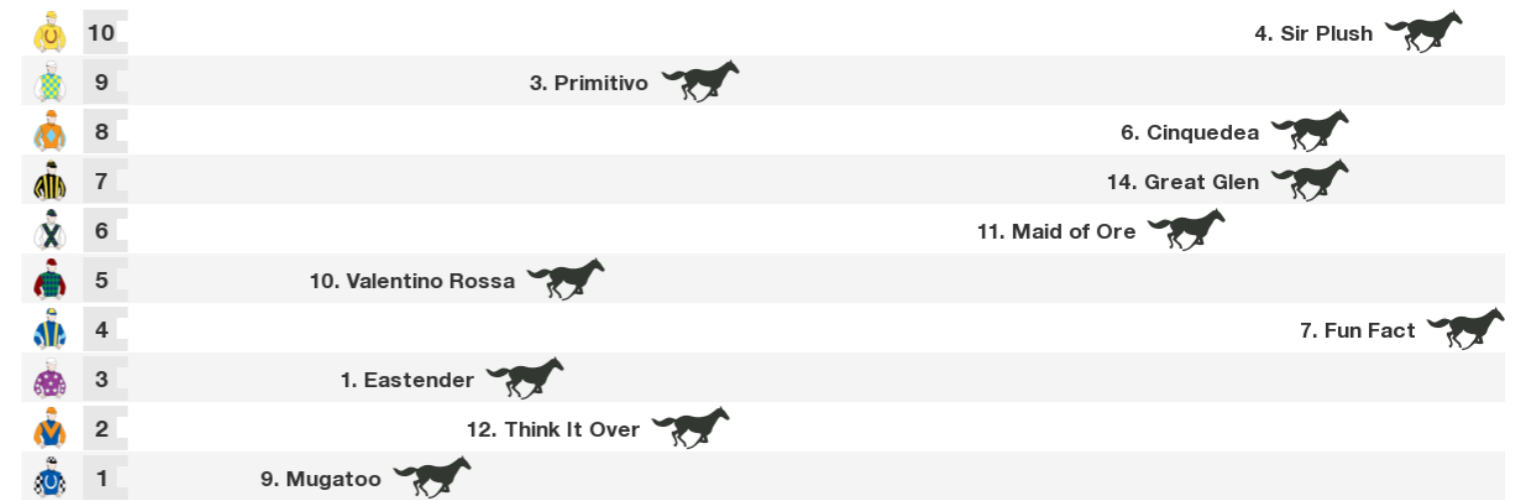 10 4. Sir Plush
9 3. Primitivo
8 6. Cinquedea
7 14. Great Glen
6 11. Maid of Ore
5 10. Valentino Rossa
4 7. Fun Fact
3 1. Eastender
2 12. Think It Over
1 9. Mugatoo